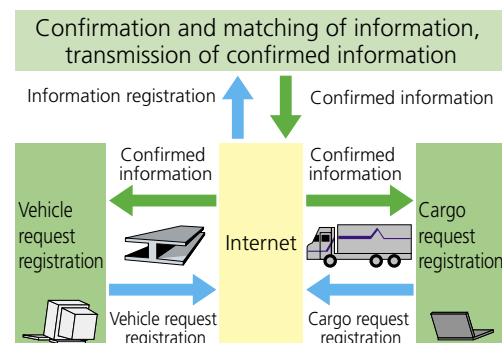 Confirmation and matching of information,
transmission of confirmed information
Information registration
Confirmed information
Confirmed
information
Confirmed
information
Vehicle
request
registration
Internet
Cargo
request
registration
Vehicle request
registration
Cargo request
registration